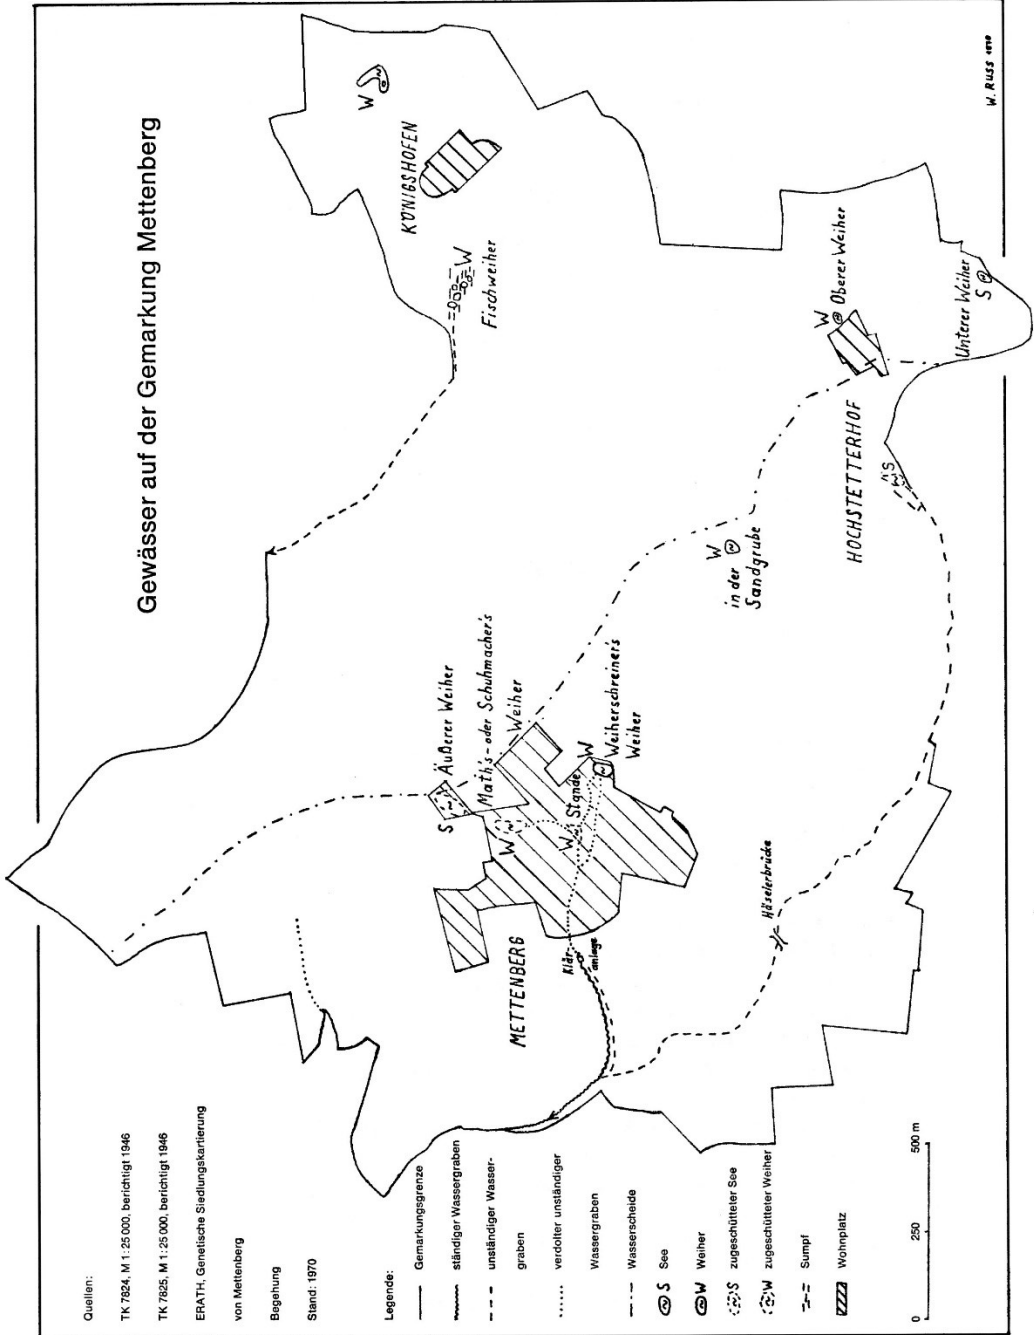 Gewässer auf der Gemarkung Mettenberg
KÖNIGSHOFEN
W
Fischweiher
W
W
Oberer Weiher
Unterer Weiher
S
HOCHSTETTERHOF
S
W
W
in der
Sandgrube
S
Äußerer Weiher
Math's- oder Schuhmacher's
Weiher
W
W
Stande
W
Weiherschreiner's
Weiher
METTENBERG
Klär-
anlage
Häselerbrücke
W. RUSS
Quellen:
TK 7824, M 1:25 000, berichtigt 1946
TK 7825, M 1:25 000, berichtigt 1946
ERATH, Genetische Siedlungskartierung
von Mettenberg
Begehung
Stand: 1970
Legende:
Gemarkungsgrenze
ständiger Wassergraben
unständiger Wasser-
graben
verdolter unständiger
Wassergraben
Wasserscheide
S See
W Weiher
S zugeschütteter See
W zugeschütteter Weiher
Sumpf
Wohnplatz
0 250 500 m